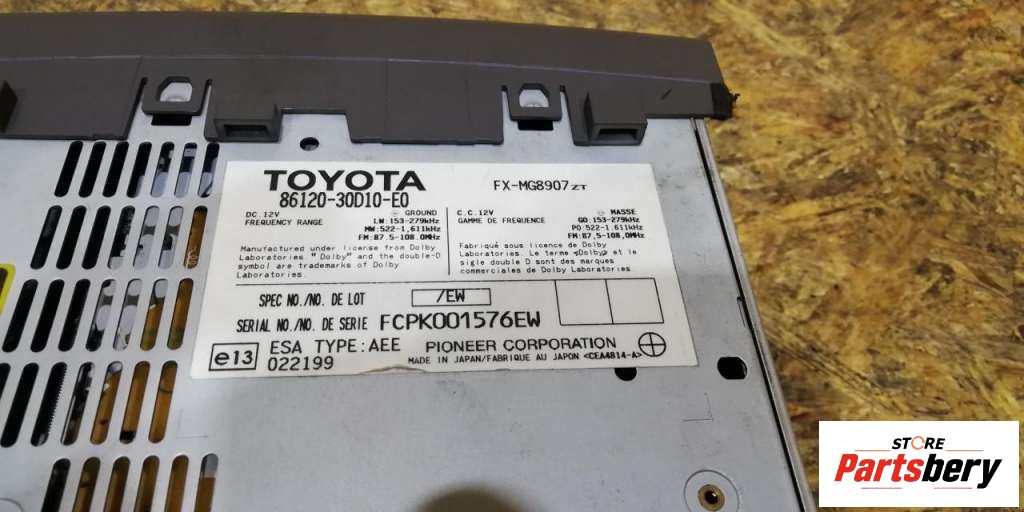 TOYOTA
86120-30D10-E0
FX-MG8907ZT
DC.12V ⊖ GROUND
FREQUENCY RANGE LW:153-279kHz
MW:522-1,611kHz
FM:87.5-108.0MHz
Manufactured under license from Dolby
Laboratories. "Dolby" and the double-D
symbol are trademarks of Dolby
Laboratories.
C.C.12V ⊖ MASSE
GAMME DE FREQUENCE GO:153-279kHz
PO:522-1.611kHz
FM:87,5-108,0MHz
Fabriqué sous licence de Dolby
Laboratories. Le terme «Dolby» et le
sigle double D sont des marques
commerciales de Dolby Laboratories.
SPEC NO./NO. DE LOT /EW
SERIAL NO./NO. DE SERIE FCPK001576EW
e13 ESA TYPE:AEE PIONEER CORPORATION
022199 MADE IN JAPAN/FABRIQUE AU JAPON <CEA4814-A>
STORE
Partsbery